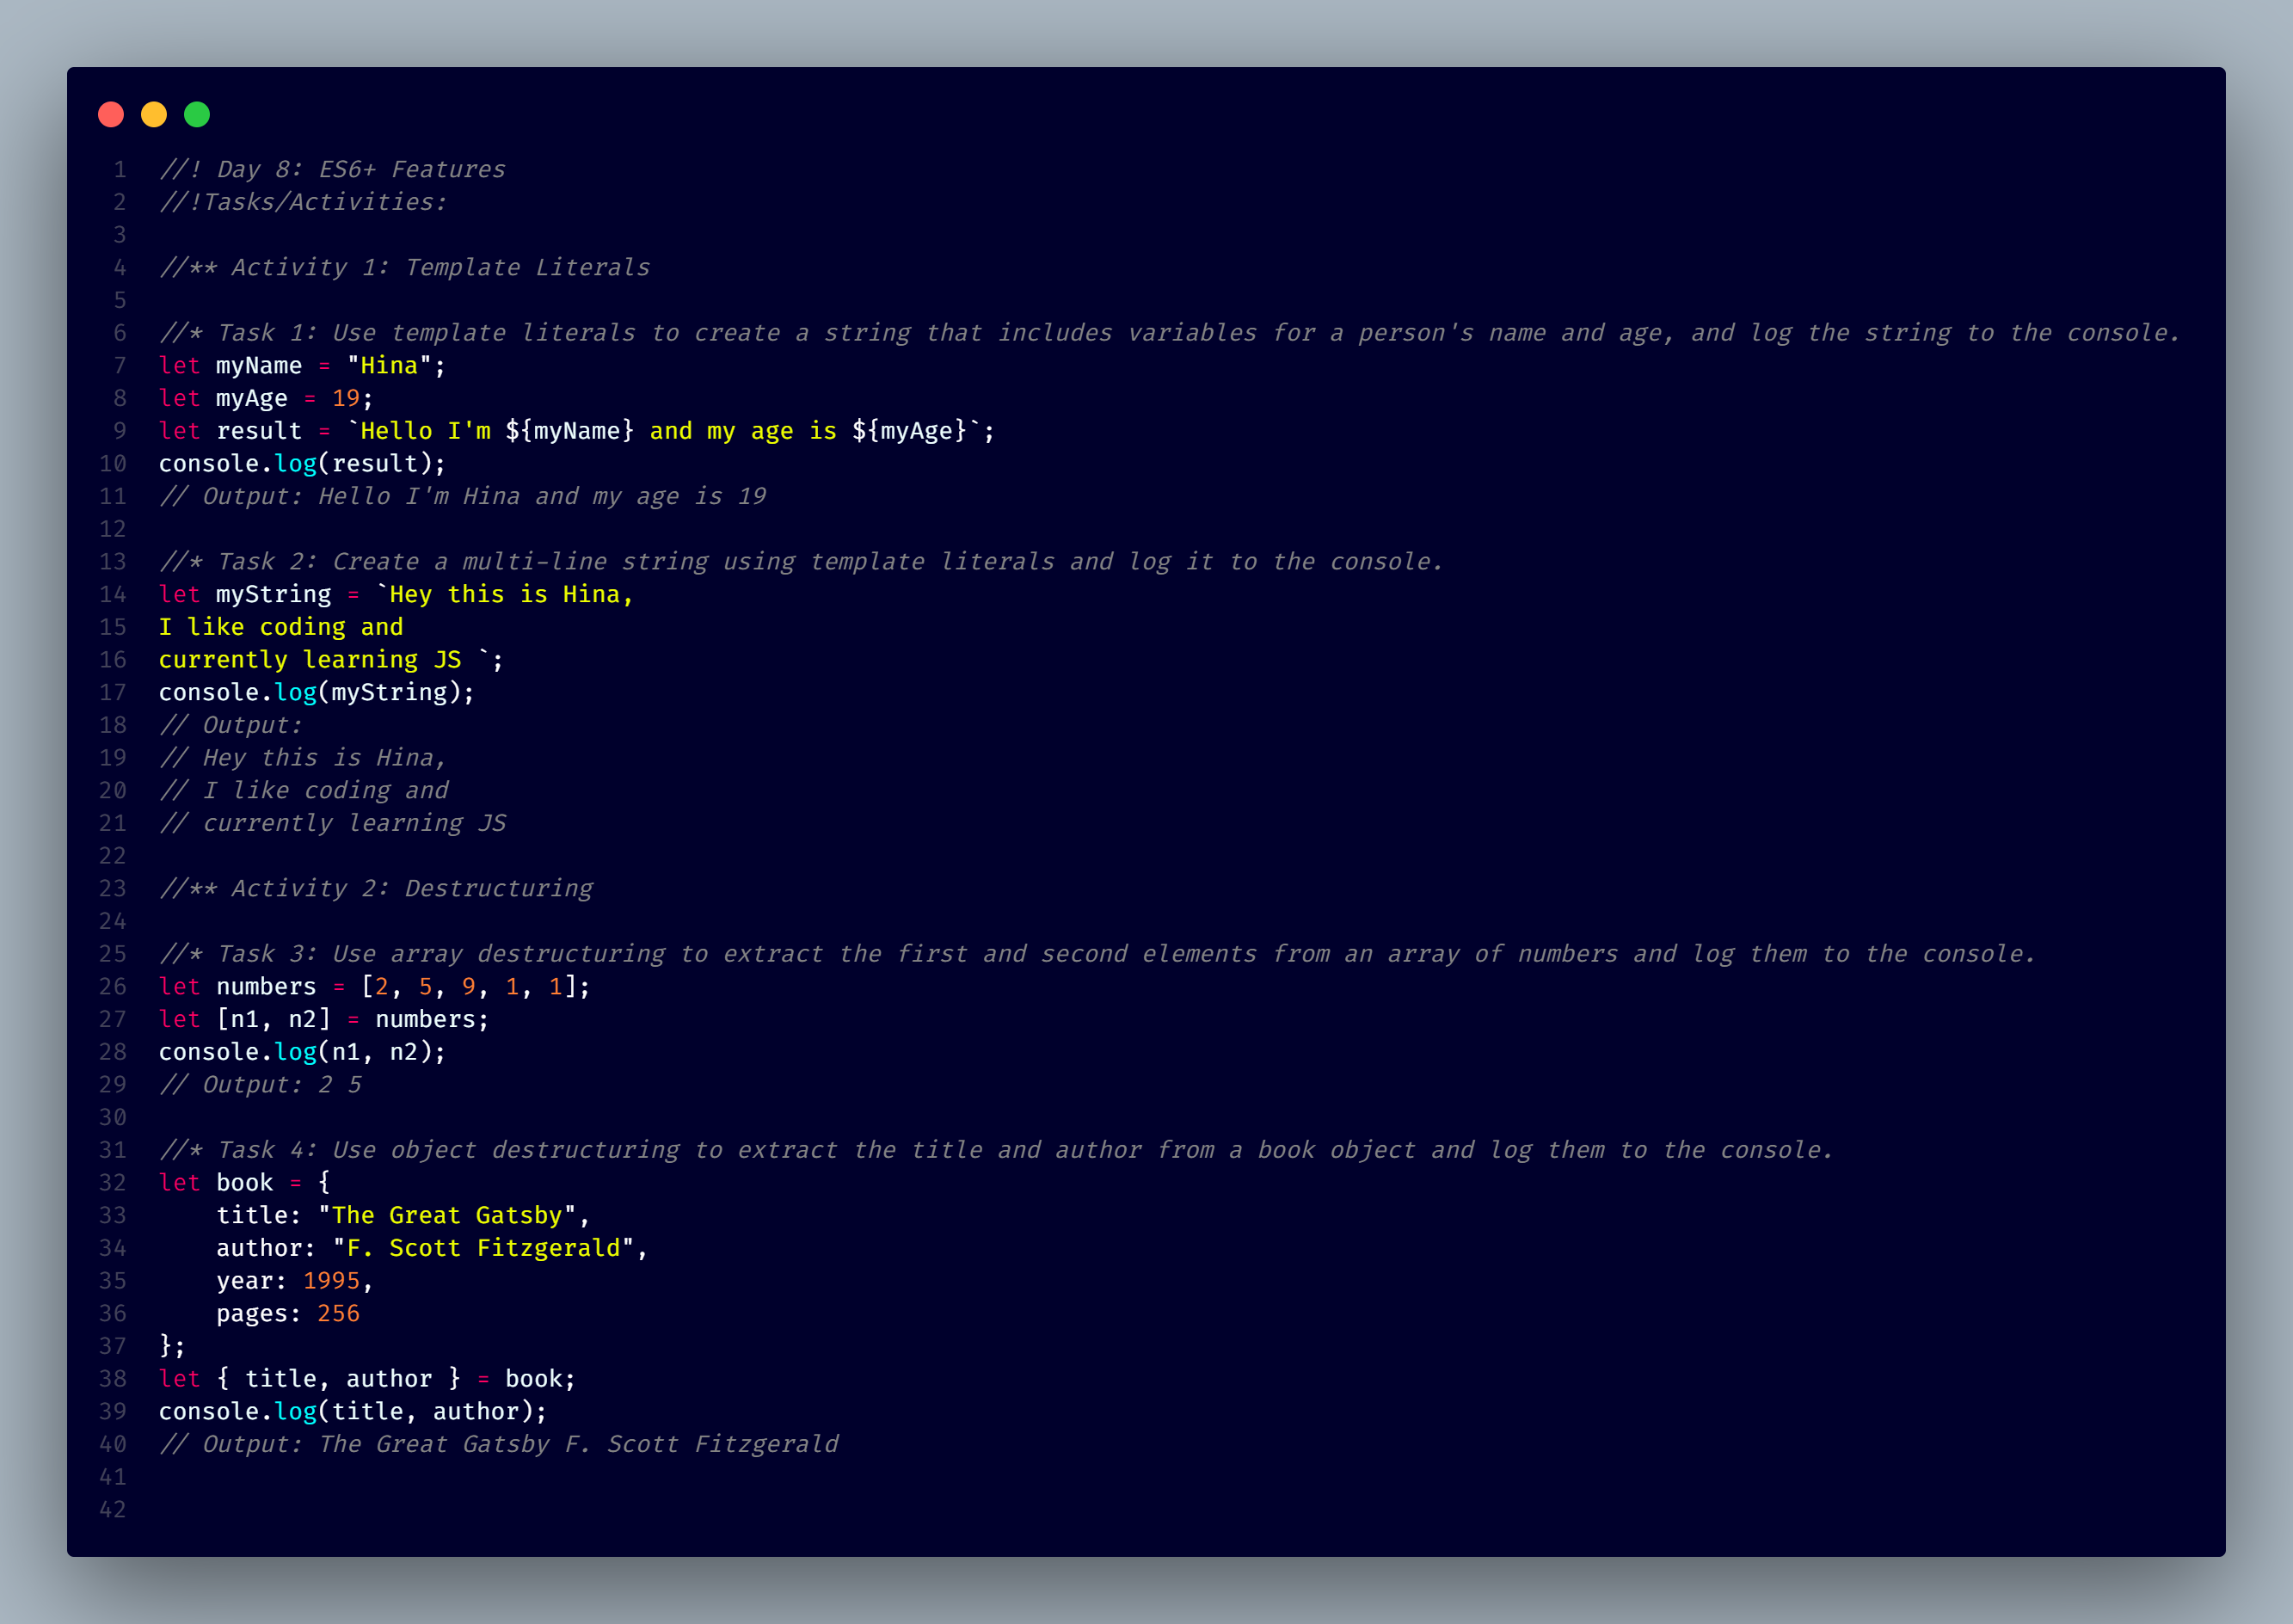 1 //! Day 8: ES6+ Features
2 //!Tasks/Activities:
3
4 //** Activity 1: Template Literals
5
6 //* Task 1: Use template literals to create a string that includes variables for a person's name and age, and log the string to the console.
7 let myName = "Hina";
8 let myAge = 19;
9 let result = `Hello I'm ${myName} and my age is ${myAge}`;
10 console.log(result);
11 // Output: Hello I'm Hina and my age is 19
12
13 //* Task 2: Create a multi-line string using template literals and log it to the console.
14 let myString = `Hey this is Hina,
15 I like coding and
16 currently learning JS `;
17 console.log(myString);
18 // Output:
19 // Hey this is Hina,
20 // I like coding and
21 // currently learning JS
22
23 //** Activity 2: Destructuring
24
25 //* Task 3: Use array destructuring to extract the first and second elements from an array of numbers and log them to the console.
26 let numbers = [2, 5, 9, 1, 1];
27 let [n1, n2] = numbers;
28 console.log(n1, n2);
29 // Output: 2 5
30
31 //* Task 4: Use object destructuring to extract the title and author from a book object and log them to the console.
32 let book = {
33     title: "The Great Gatsby",
34     author: "F. Scott Fitzgerald",
35     year: 1995,
36     pages: 256
37 };
38 let { title, author } = book;
39 console.log(title, author);
40 // Output: The Great Gatsby F. Scott Fitzgerald
41
42